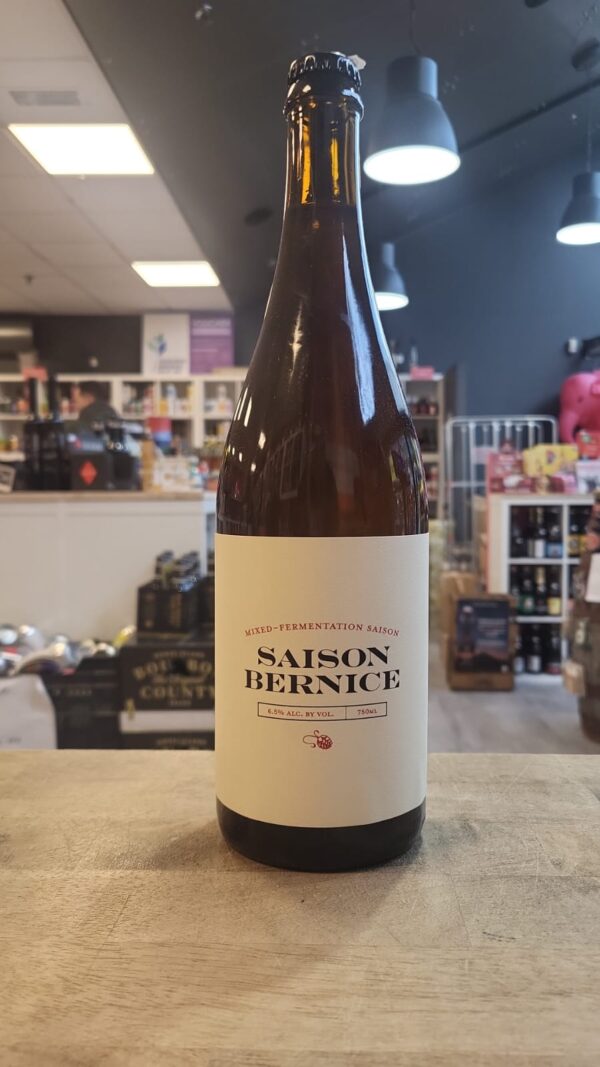 MIXED-FERMENTATION SAISON
SAISON
BERNICE
6.5% ALC. BY VOL. 750ML
BOURBON
COUNTY